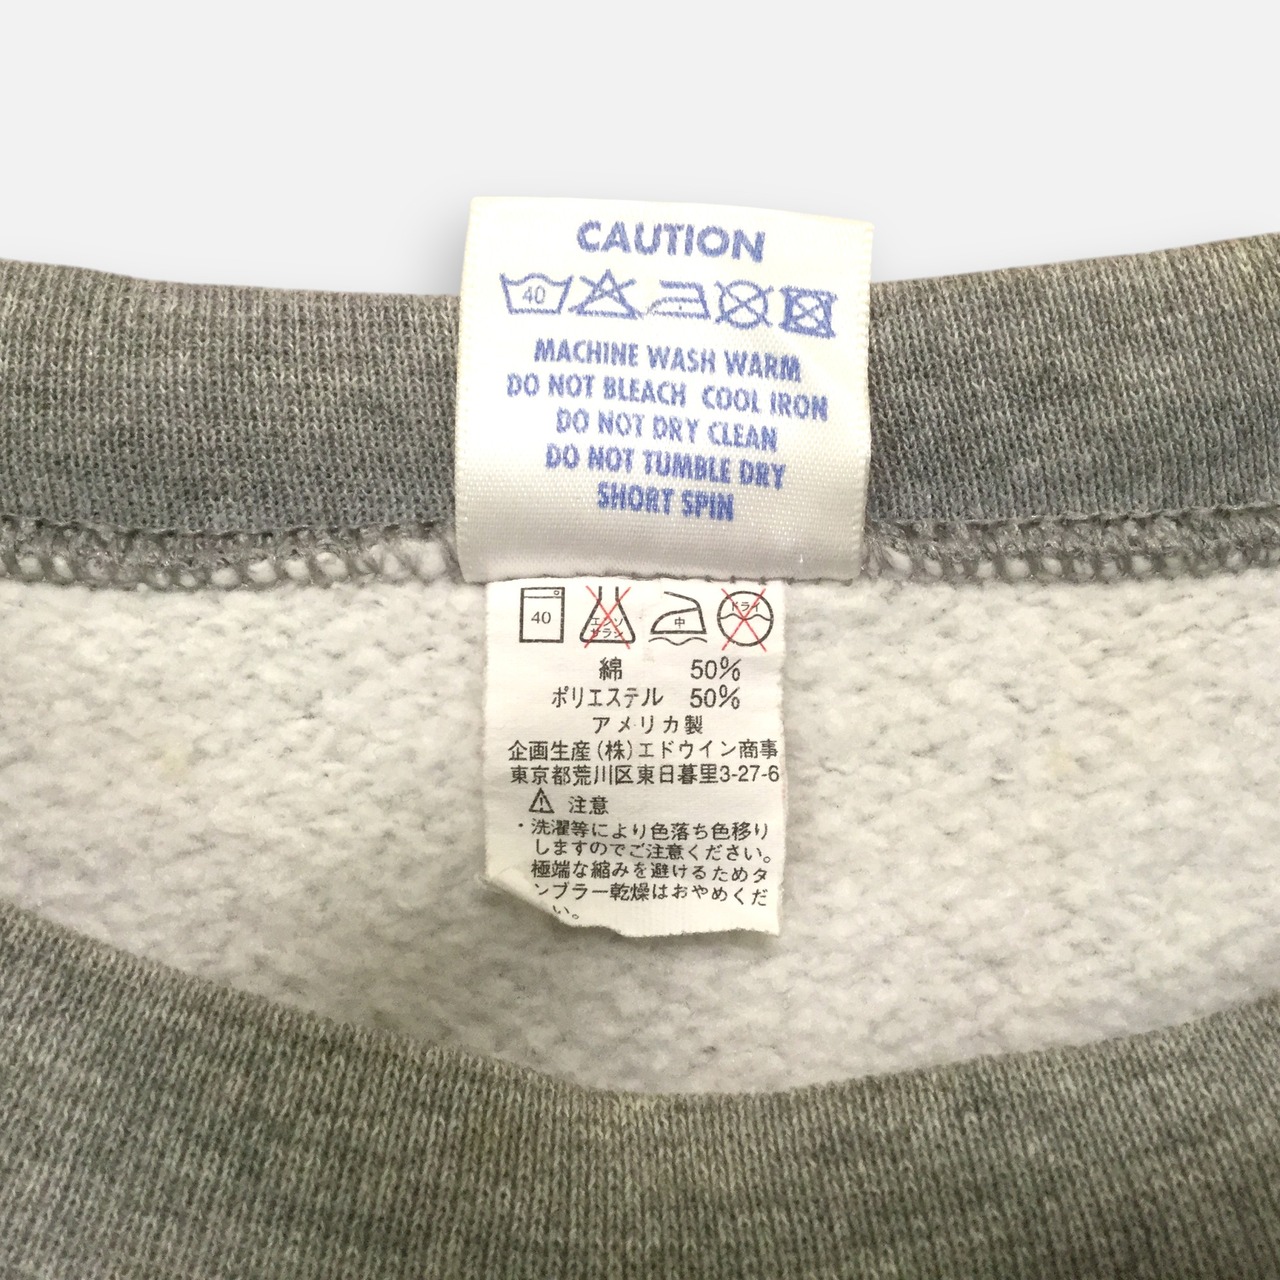 CAUTION
40
MACHINE WASH WARM
DO NOT BLEACH COOL IRON
DO NOT DRY CLEAN
DO NOT TUMBLE DRY
SHORT SPIN
40 エンソ サラシ 中 ドライ
綿 50%
ポリエステル 50%
アメリカ製
企画生産(株)エドウイン商事
東京都荒川区東日暮里3-27-6
⚠ 注意
・洗濯等により色落ち色移り
しますのでご注意ください。
極端な縮みを避けるためタ
ンブラー乾燥はおやめくだ
い。